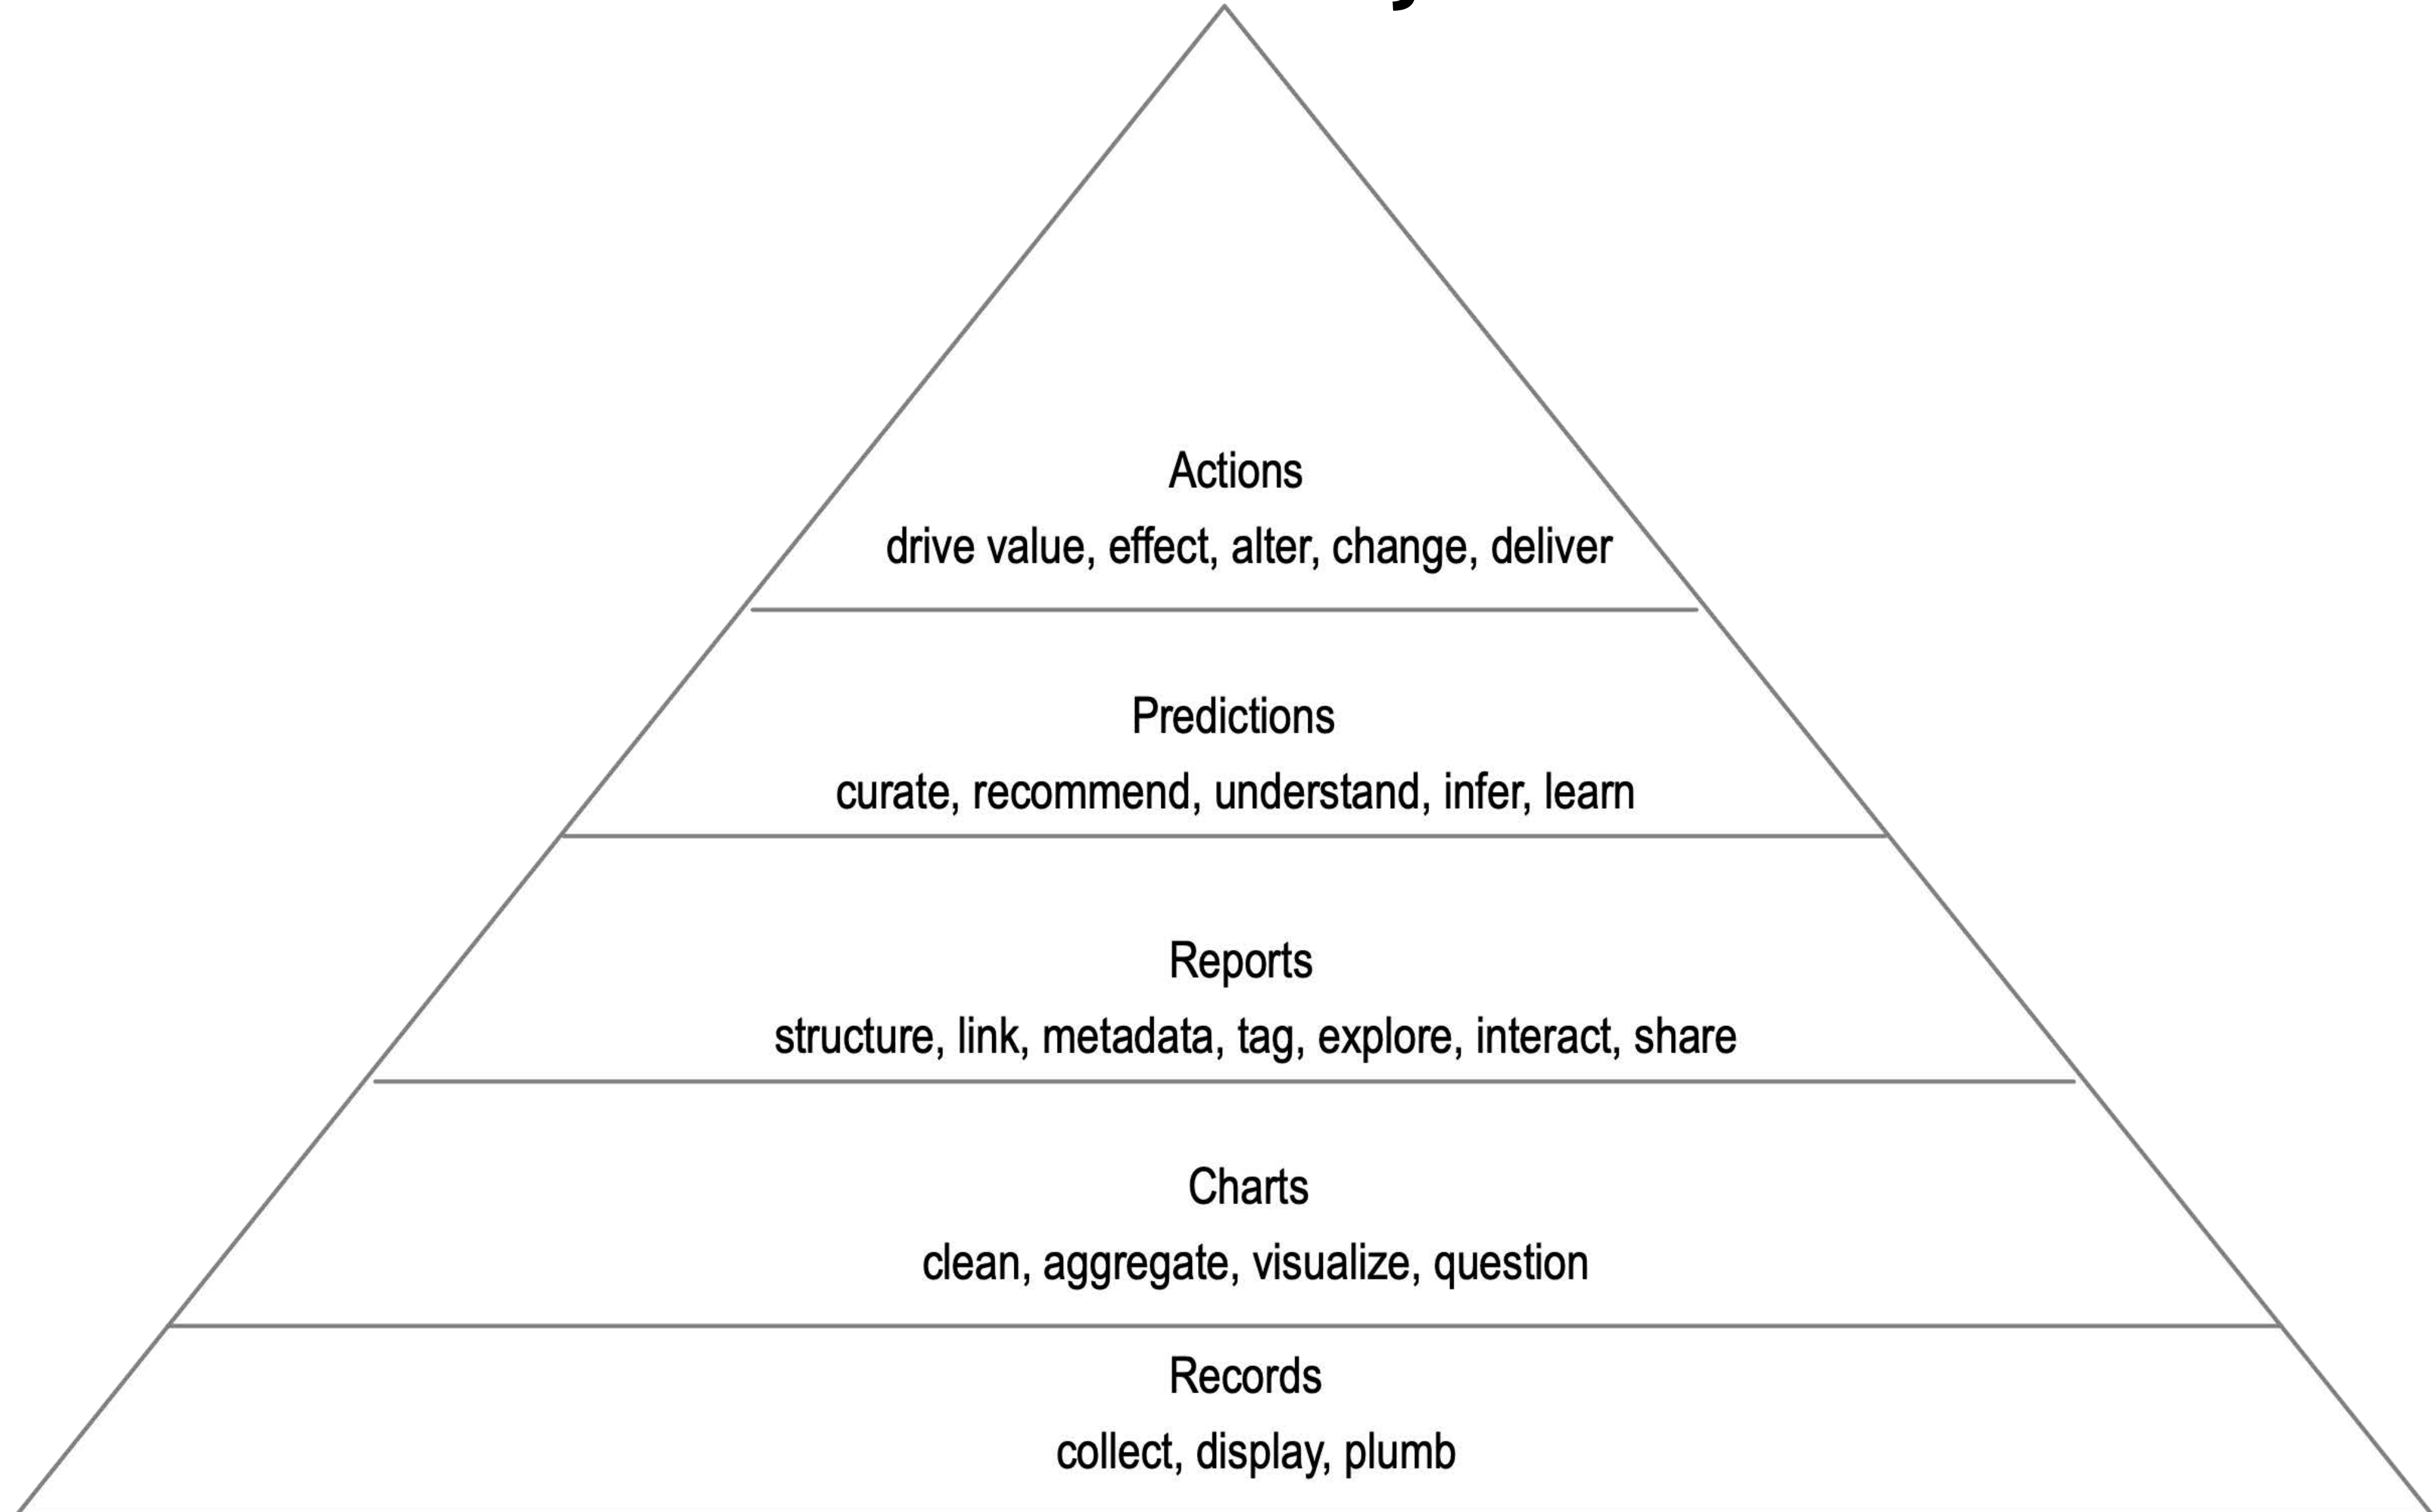 Actions
drive value, effect, alter, change, deliver
Predictions
curate, recommend, understand, infer, learn
Reports
structure, link, metadata, tag, explore, interact, share
Charts
clean, aggregate, visualize, question
Records
collect, display, plumb